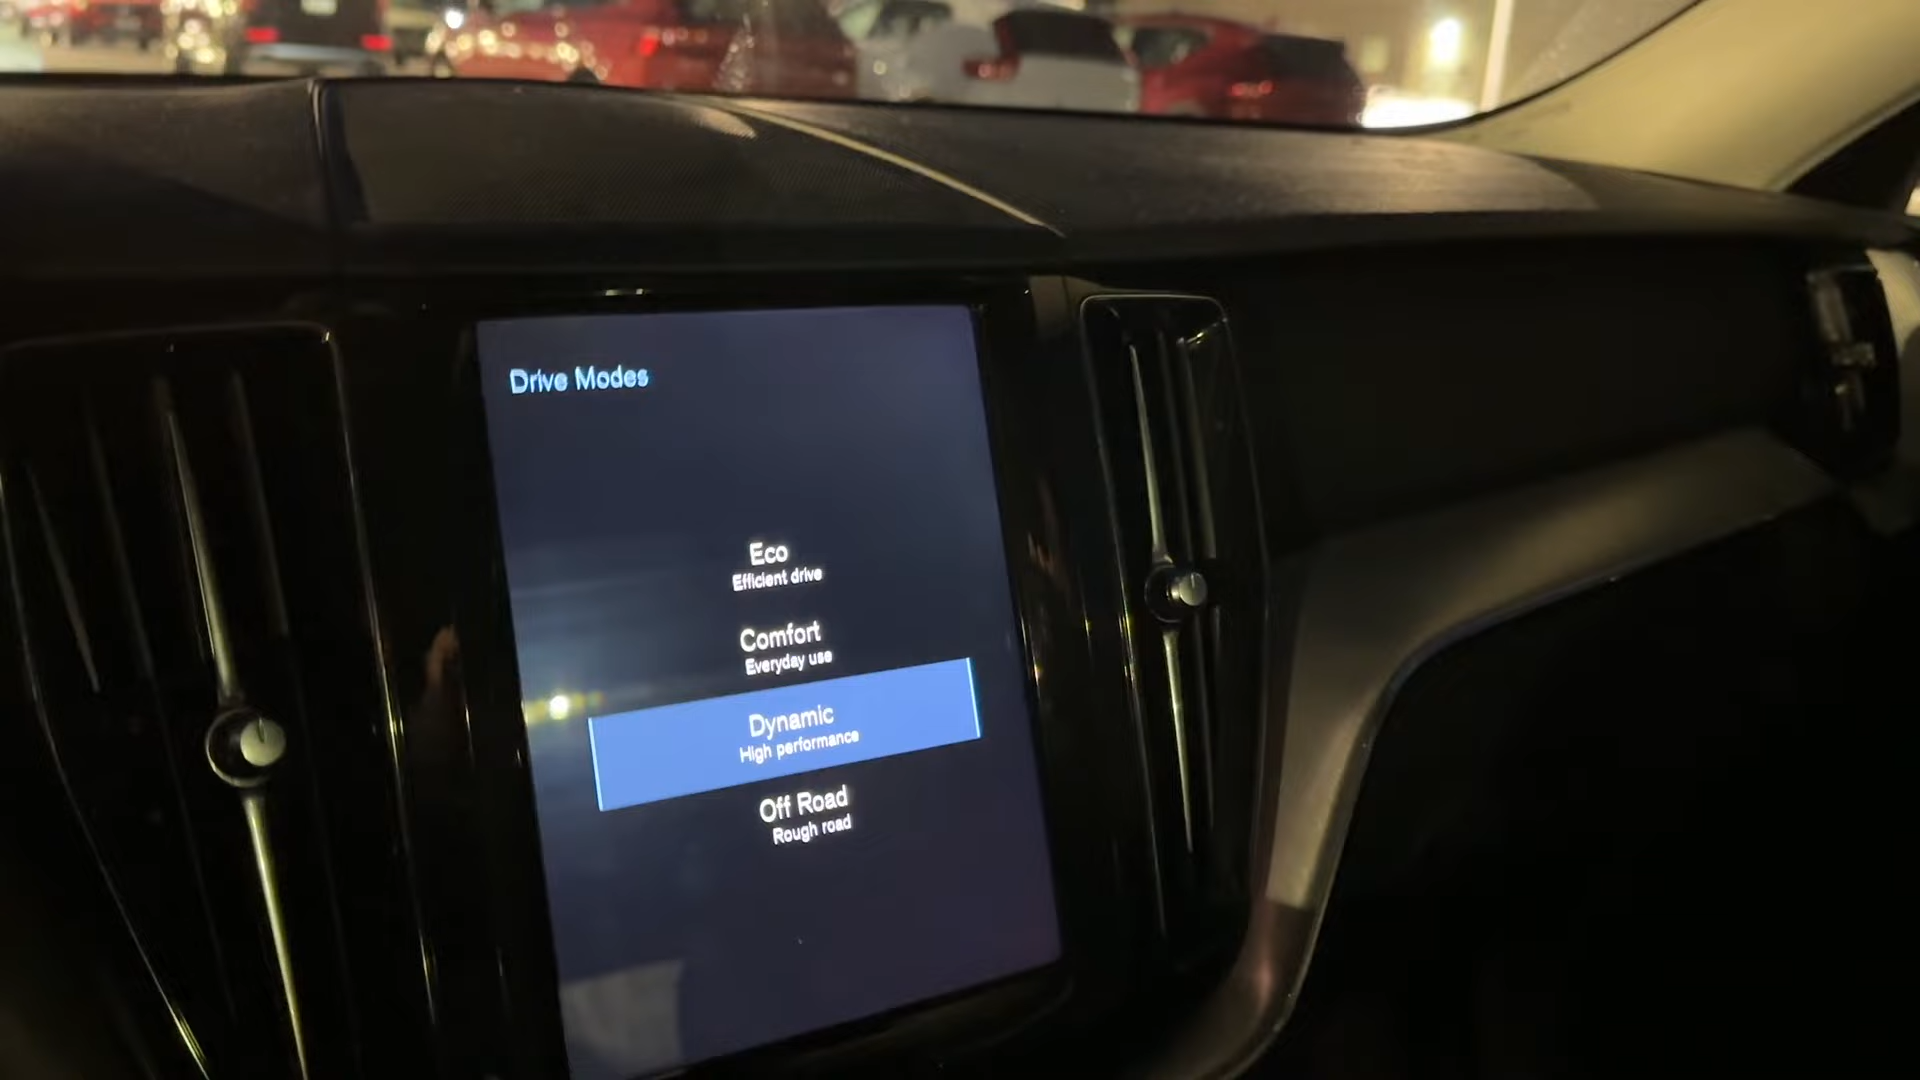 Drive Modes
Eco
Efficient drive
Comfort
Everyday use
Dynamic
High performance
Off Road
Rough road